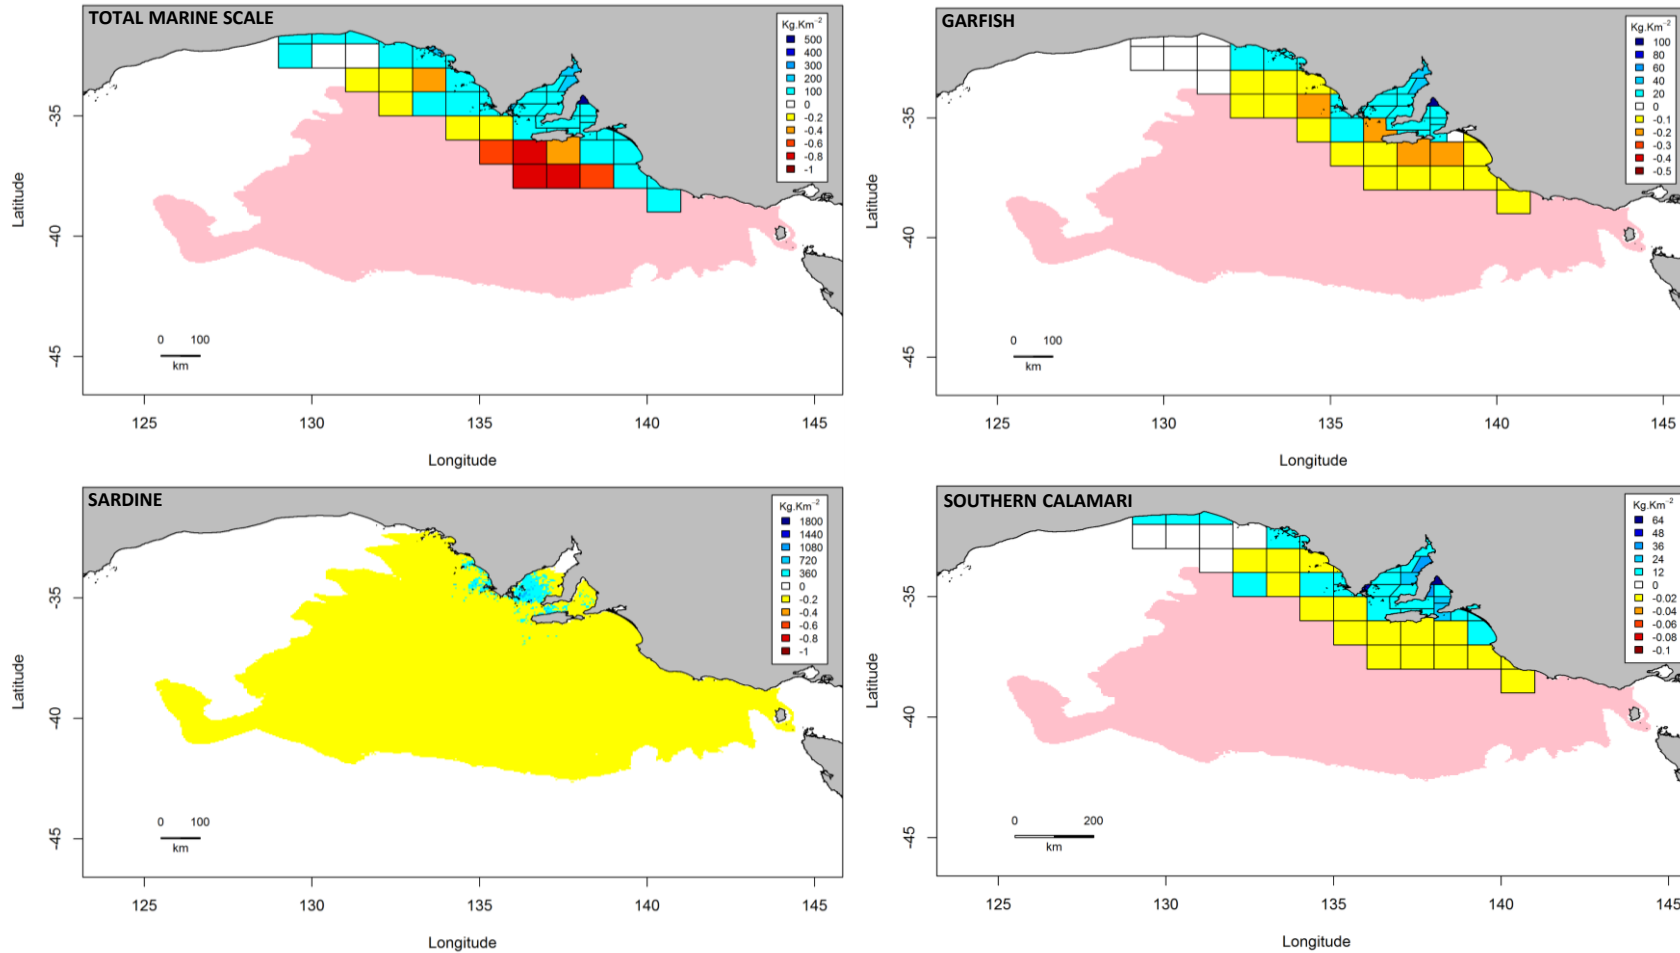 TOTAL MARINE SCALE
Kg.Km⁻²
500
400
300
200
100
0
-0.2
-0.4
-0.6
-0.8
-1
Latitude
-35
-40
-45
0 100
km
125 130 135 140 145
Longitude
GARFISH
Kg.Km⁻²
100
80
60
40
20
0
-0.1
-0.2
-0.3
-0.4
-0.5
Latitude
-35
-40
-45
0 100
km
125 130 135 140 145
Longitude
SARDINE
Kg.Km⁻²
1800
1440
1080
720
360
0
-0.2
-0.4
-0.6
-0.8
-1
Latitude
-35
-40
-45
0 100
km
125 130 135 140 145
Longitude
SOUTHERN CALAMARI
Kg.Km⁻²
64
48
36
24
12
0
-0.02
-0.04
-0.06
-0.08
-0.1
Latitude
-35
-40
-45
0 200
km
125 130 135 140 145
Longitude